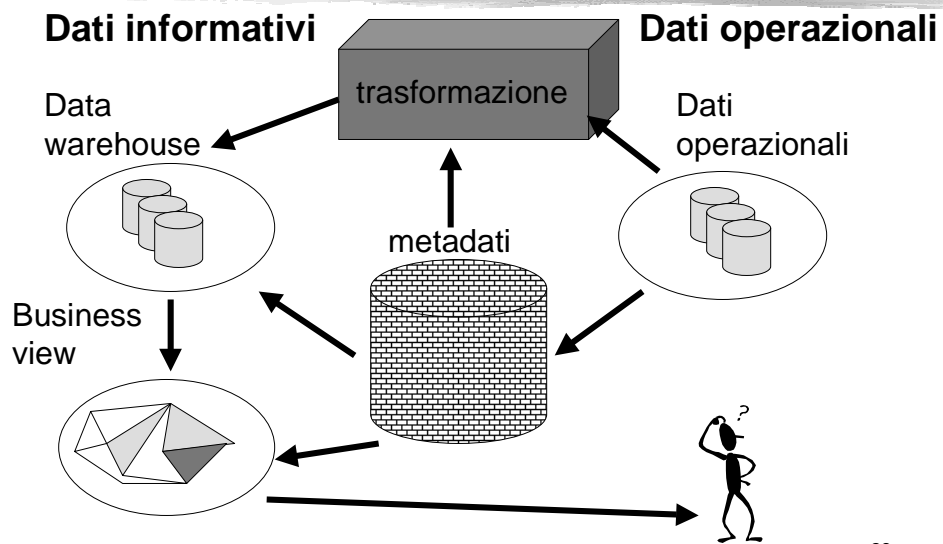 Dati informativi
Dati operazionali
trasformazione
Data
warehouse
Dati
operazionali
metadati
Business
view
?